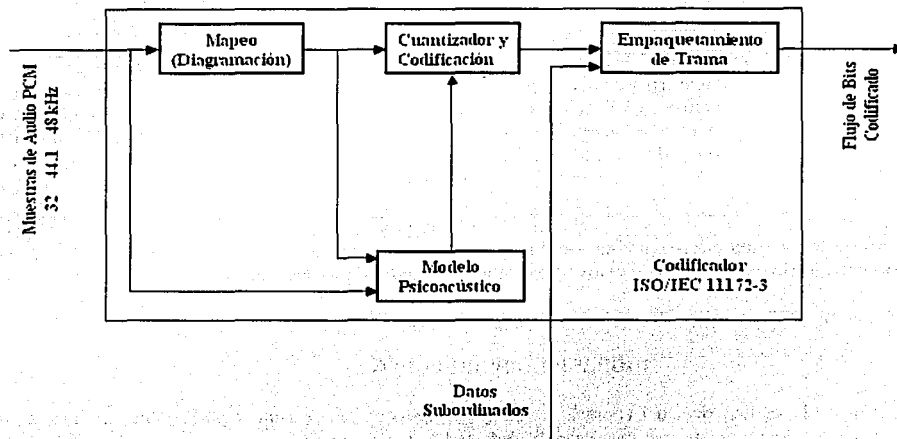 Mapeo
(Diagramación)
Cuantizador y
Codificación
Empaquetamiento
de Trama
Muestras de Audio PCM
32 44.1 48 kHz
Flujo de Bits
Codificado
Modelo
Psicoacústico
Codificador
ISO/IEC 11172-3
Datos
Subordinados